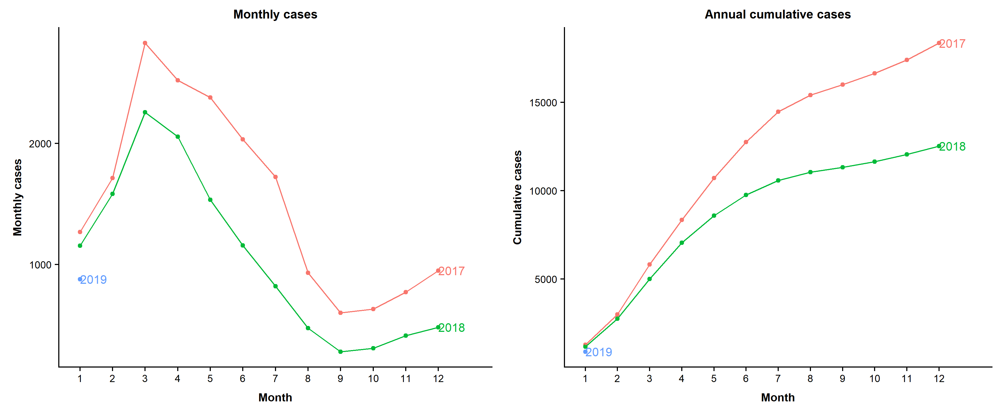 Monthly cases
Monthly cases
2000
1000
2017
2018
2019
1 2 3 4 5 6 7 8 9 10 11 12
Month
Annual cumulative cases
Cumulative cases
15000
10000
5000
2017
2018
2019
1 2 3 4 5 6 7 8 9 10 11 12
Month